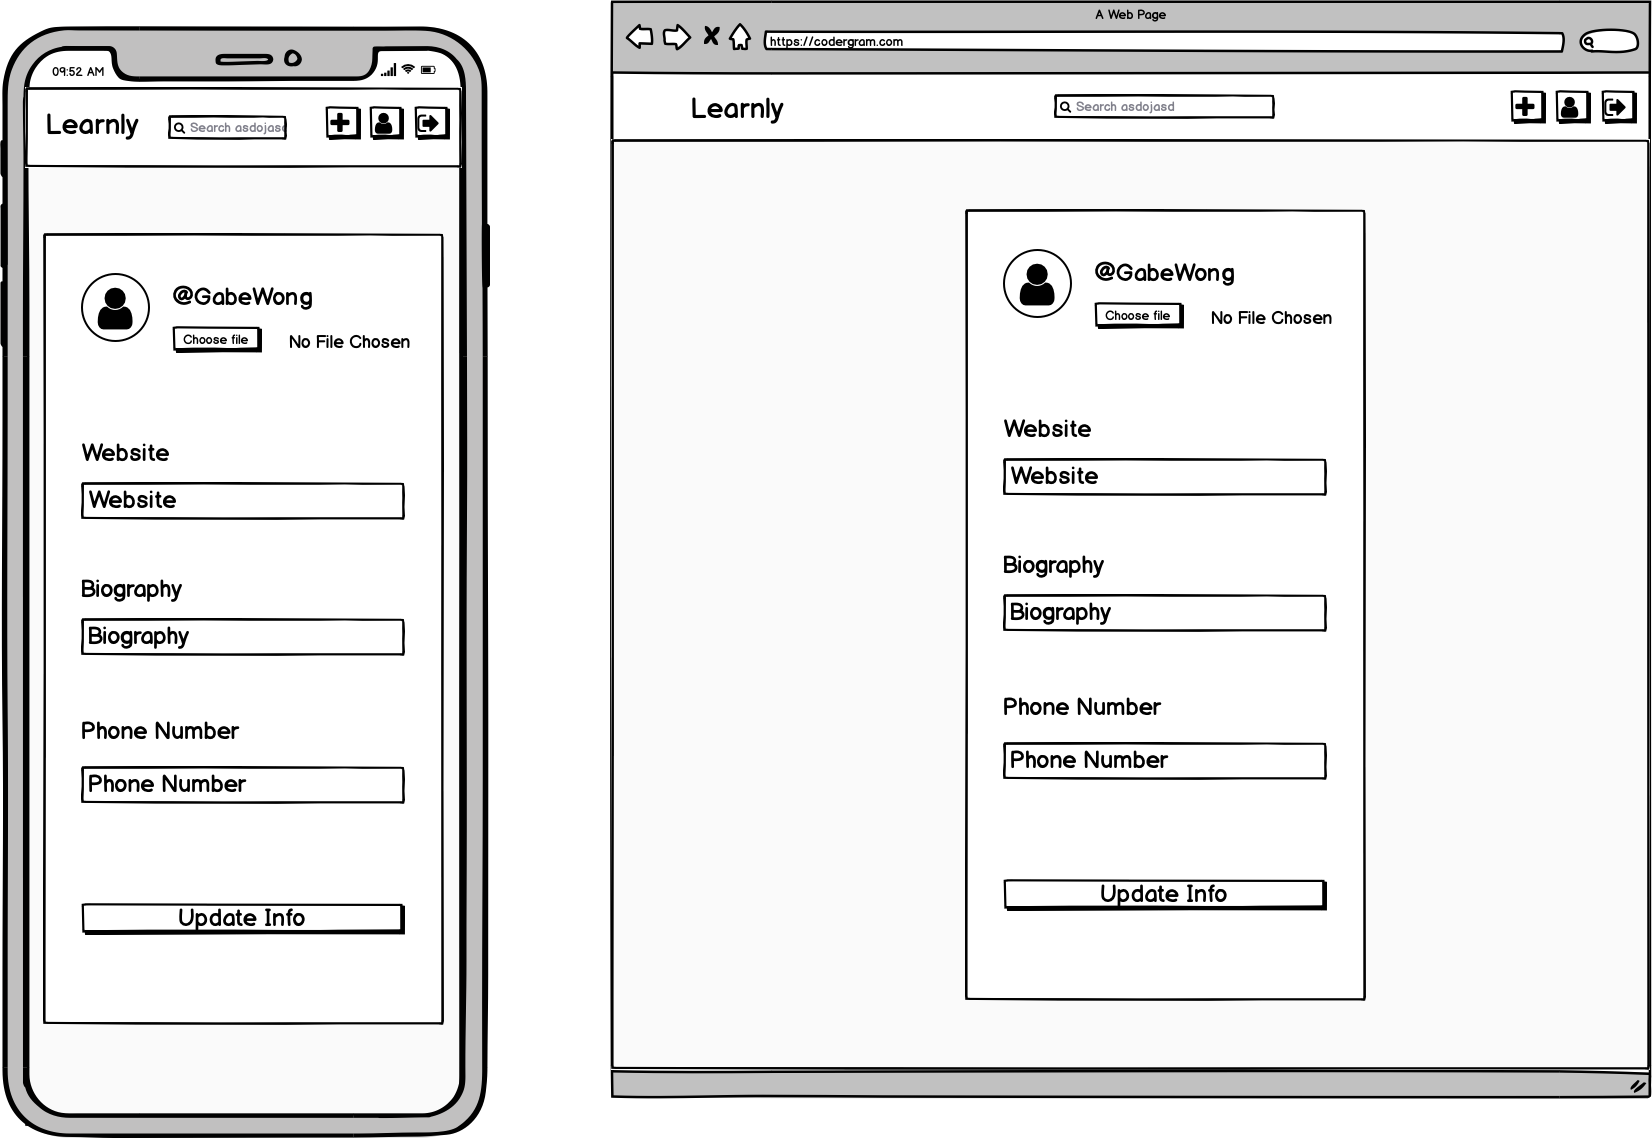 09:52 AM
Learnly
Search asdojasd
@GabeWong
Choose file
No File Chosen
Website
Website
Biography
Biography
Phone Number
Phone Number
Update Info
A Web Page
https://codergram.com
Learnly
Search asdojasd
@GabeWong
Choose file
No File Chosen
Website
Website
Biography
Biography
Phone Number
Phone Number
Update Info